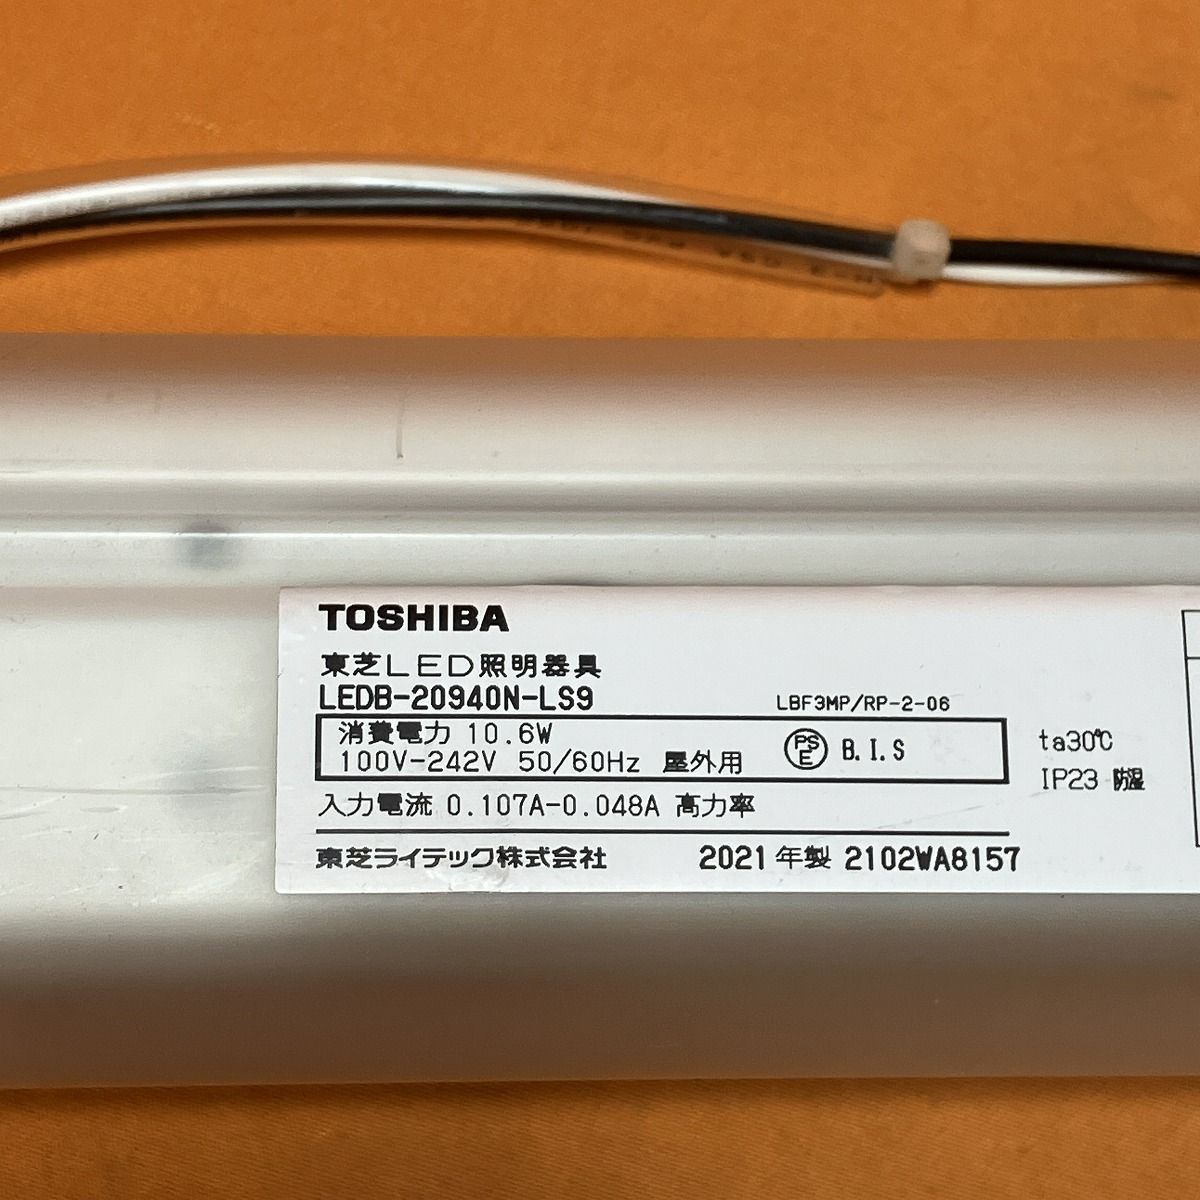 TOSHIBA
東芝LED照明器具
LEDB-20940N-LS9
LBF3MP/RP-2-06
消費電力 10.6W
100V-242V 50/60Hz 屋外用
PSE B.I.S
ta30℃
IP23 防湿
入力電流 0.107A-0.048A 高力率
東芝ライテック株式会社 2021年製 2102WA8157